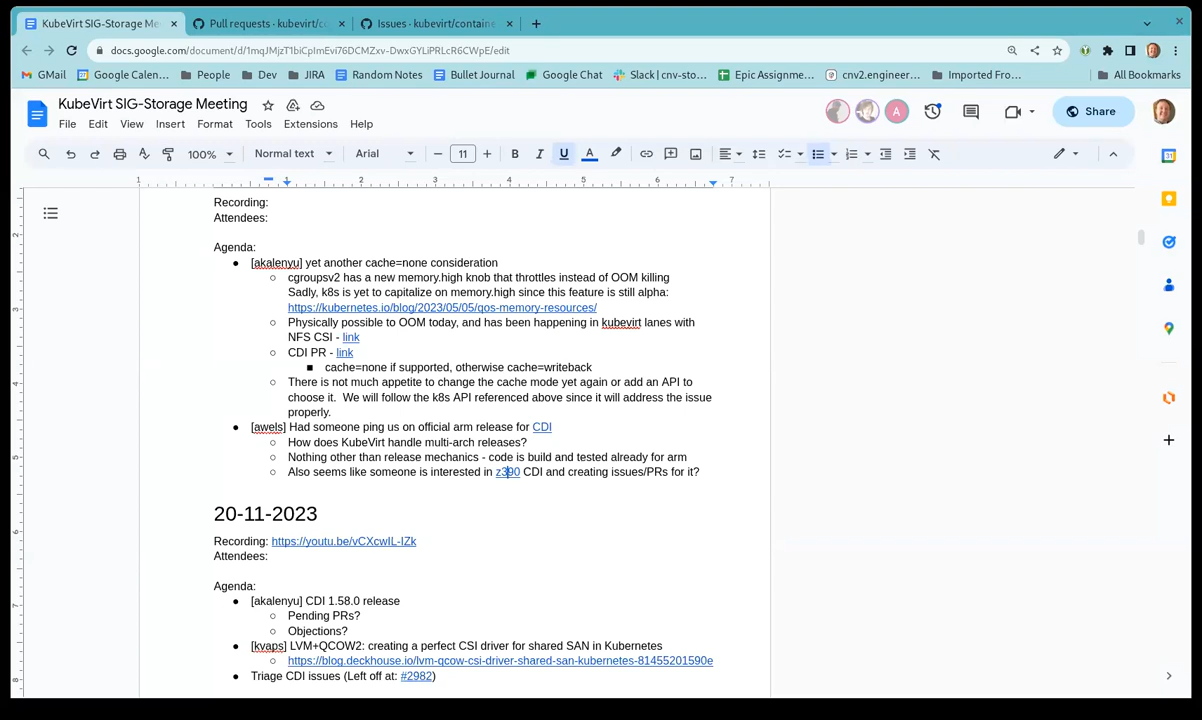 KubeVirt SIG-Storage Me
Pull requests · kubevirt/c
Issues · kubevirt/containe
docs.google.com/document/d/1mqJMjzT1biCpImEvi76DCMZxv-DwxGYLiPRLcR6CWpE/edit
GMail Google Calen... People Dev JIRA Random Notes Bullet Journal Google Chat Slack | cnv-sto... Epic Assignme... cnv2.engineer... Imported Fro... All Bookmarks
KubeVirt SIG-Storage Meeting
A
Share
File Edit View Insert Format Tools Extensions Help
100% Normal text Arial 11
1 1 2 3 4 5 6 7
Recording:
Attendees:
Agenda:
● [akalenyu] yet another cache=none consideration
○ cgroupsv2 has a new memory.high knob that throttles instead of OOM killing
Sadly, k8s is yet to capitalize on memory.high since this feature is still alpha:
https://kubernetes.io/blog/2023/05/05/qos-memory-resources/
○ Physically possible to OOM today, and has been happening in kubevirt lanes with
NFS CSI - link
○ CDI PR - link
■ cache=none if supported, otherwise cache=writeback
○ There is not much appetite to change the cache mode yet again or add an API to
choose it. We will follow the k8s API referenced above since it will address the issue
properly.
● [awels] Had someone ping us on official arm release for CDI
○ How does KubeVirt handle multi-arch releases?
○ Nothing other than release mechanics - code is build and tested already for arm
○ Also seems like someone is interested in z390 CDI and creating issues/PRs for it?
20-11-2023
Recording: https://youtu.be/vCXcwIL-IZk
Attendees:
Agenda:
● [akalenyu] CDI 1.58.0 release
○ Pending PRs?
○ Objections?
● [kvaps] LVM+QCOW2: creating a perfect CSI driver for shared SAN in Kubernetes
○ https://blog.deckhouse.io/lvm-qcow-csi-driver-shared-san-kubernetes-81455201590e
● Triage CDI issues (Left off at: #2982)